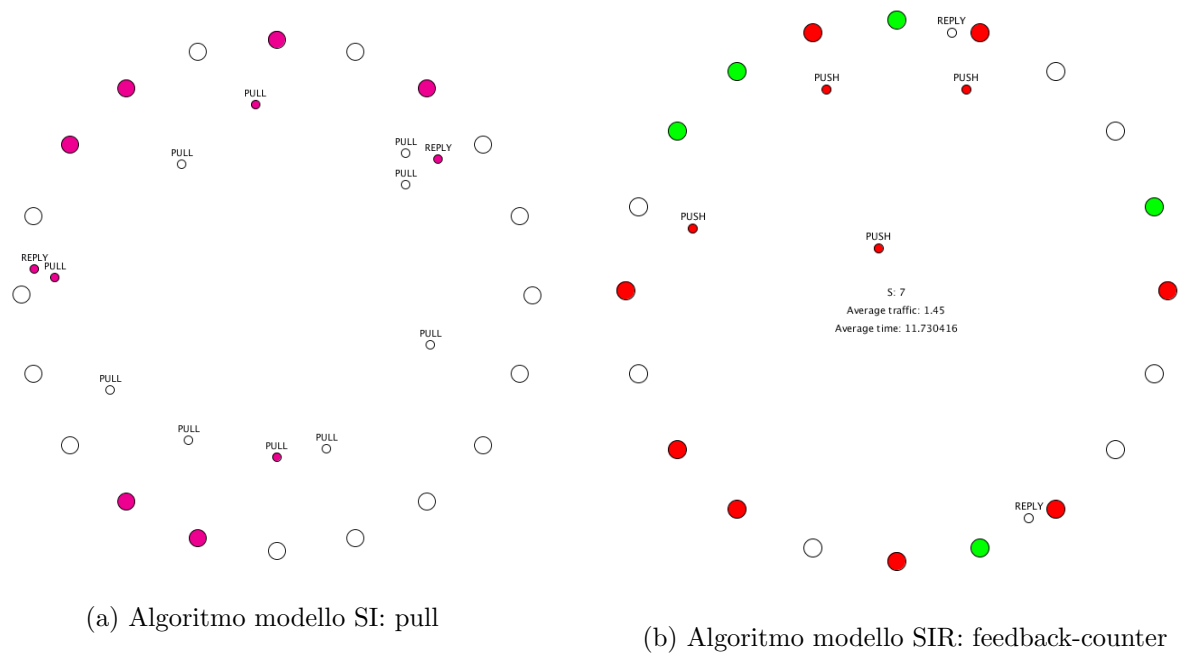 PULL
PULL
PULL
REPLY
PULL
REPLY
PULL
PULL
PULL
PULL
PULL
PULL
(a) Algoritmo modello SI: pull
REPLY
PUSH
PUSH
PUSH
PUSH
S: 7
Average traffic: 1.45
Average time: 11.730416
REPLY
(b) Algoritmo modello SIR: feedback-counter